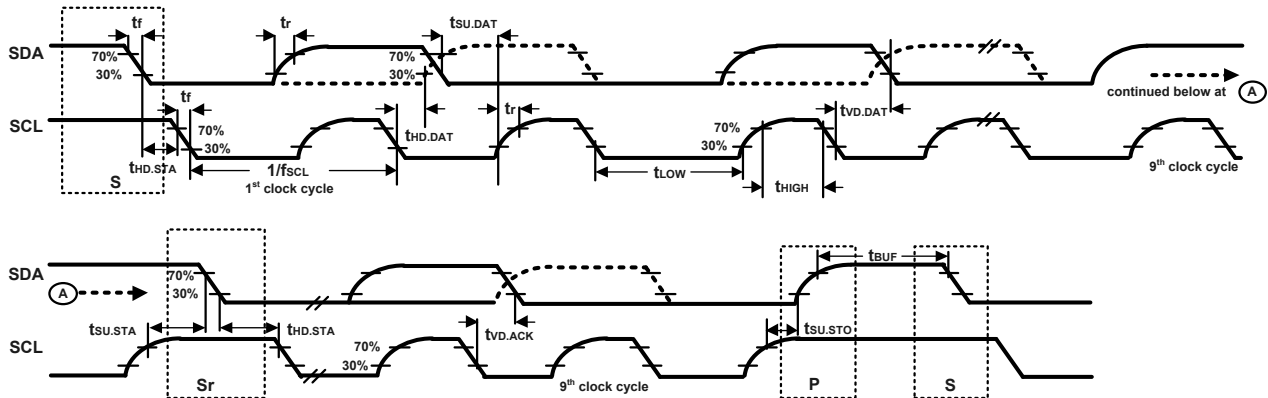 tf tr tSU.DAT
SDA 70% 30% 70% 30%
continued below at A
tf tHD.DAT tr tVD.DAT
SCL 70% 30% 70% 30%
tHD.STA 1/fSCL tLOW tHIGH 9th clock cycle
S 1st clock cycle
tBUF
SDA 70% 30%
A
tSU.STA tHD.STA tVD.ACK tSU.STO
SCL 70% 30%
Sr 9th clock cycle P S